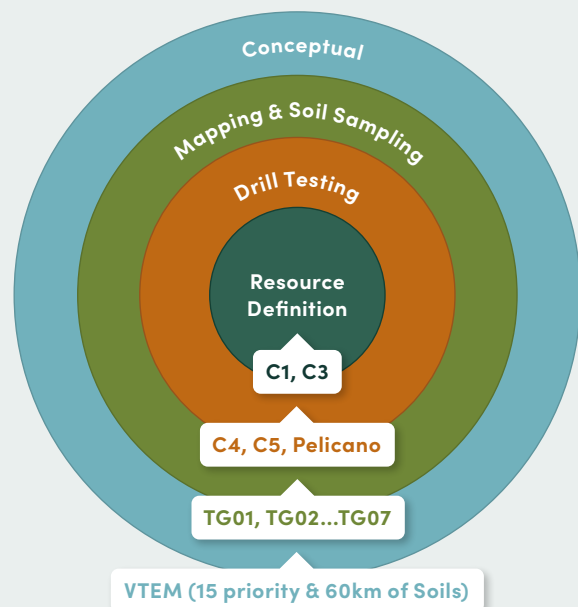 Conceptual
Mapping & Soil Sampling
Drill Testing
Resource
Definition
C1, C3
C4, C5, Pelicano
TG01, TG02...TG07
VTEM (15 priority & 60km of Soils)